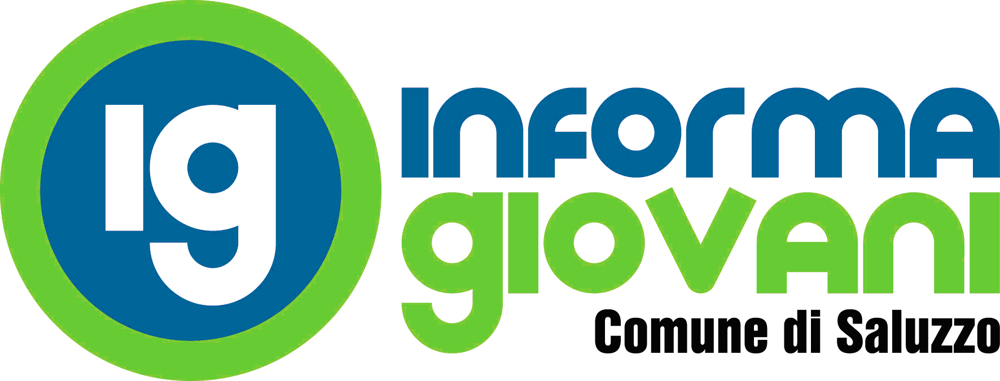 ig
informa
giovani
Comune di Saluzzo